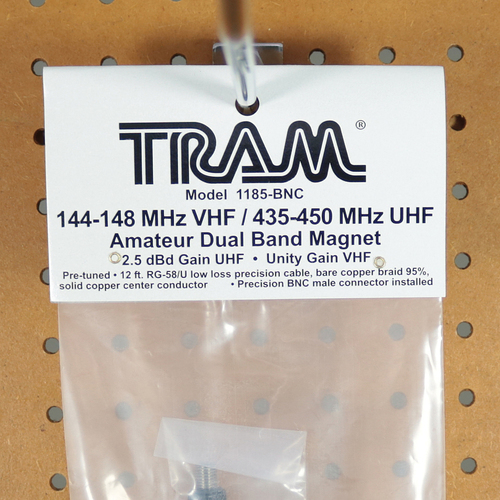 TRAM®
Model 1185-BNC
144-148 MHz VHF / 435-450 MHz UHF
Amateur Dual Band Magnet
2.5 dBd Gain UHF • Unity Gain VHF
Pre-tuned • 12 ft. RG-58/U low loss precision cable, bare copper braid 95%,
solid copper center conductor • Precision BNC male connector installed